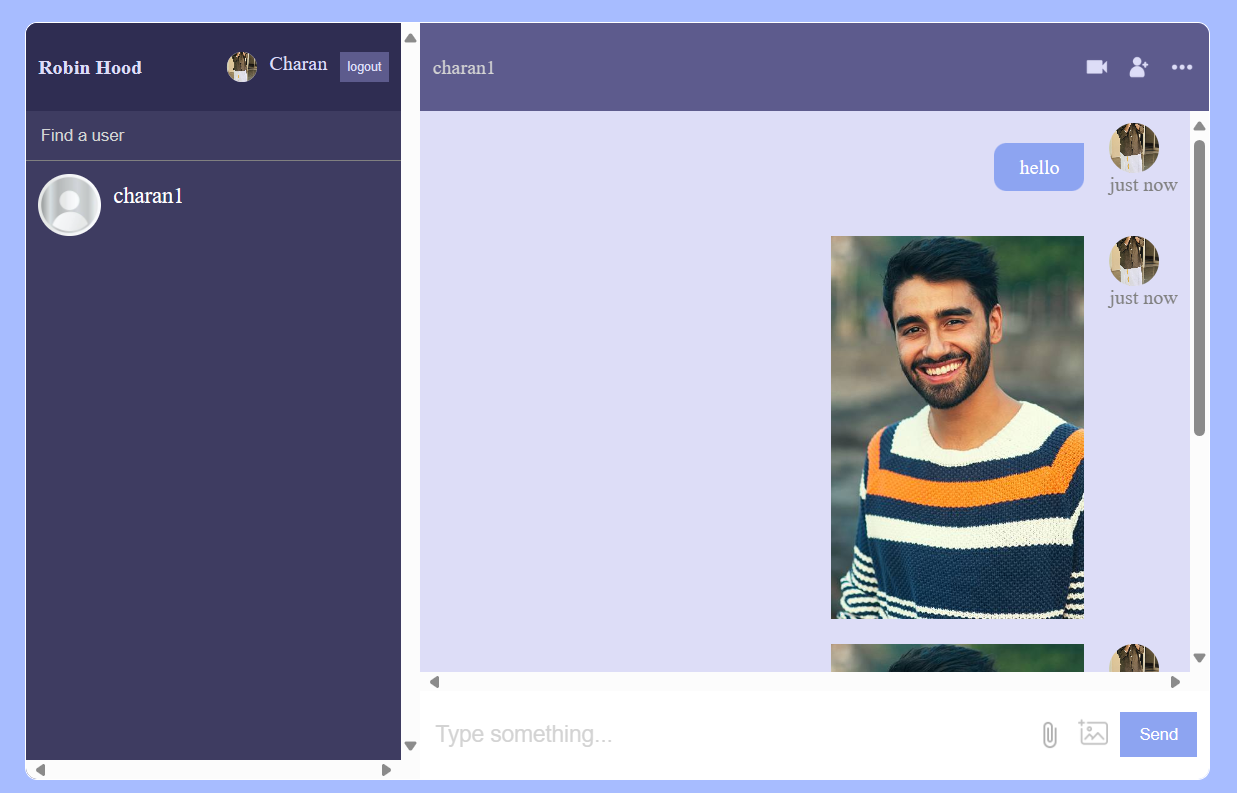 Robin Hood
Charan
logout
Find a user
charan1
charan1
hello
just now
just now
Type something...
Send